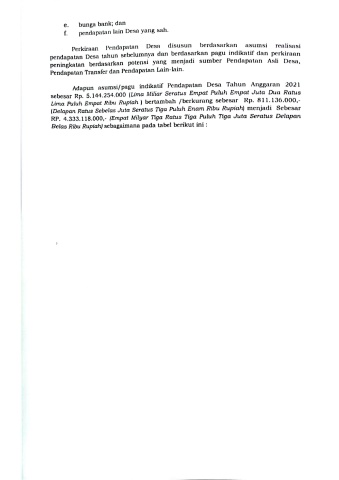 e. bunga bank; dan
f. pendapatan lain Desa yang sah.
Perkiraan Pendapatan Desa disusun berdasarkan asumsi realisasi
pendapatan Desa tahun sebelumnya dan berdasarkan pagu indikatif dan perkiraan
peningkatan berdasarkan potensi yang menjadi sumber Pendapatan Asli Desa,
Pendapatan Transfer dan Pendapatan Lain-lain.
Adapun asumsi/pagu indikatif Pendapatan Desa Tahun Anggaran 2021
sebesar Rp. 5.144.254.000 (Lima Miliar Seratus Empat Puluh Empat Juta Dua Ratus
Lima Puluh Empat Ribu Rupiah ) bertambah /berkurang sebesar Rp. 811.136.000,-
(Delapan Ratus Sebelas Juta Seratus Tiga Puluh Enam Ribu Rupiah) menjadi Sebesar
RP. 4.333.118.000,- (Empat Milyar Tiga Ratus Tiga Puluh Tiga Juta Seratus Delapan
Belas Ribu Rupiah) sebagaimana pada tabel berikut ini :